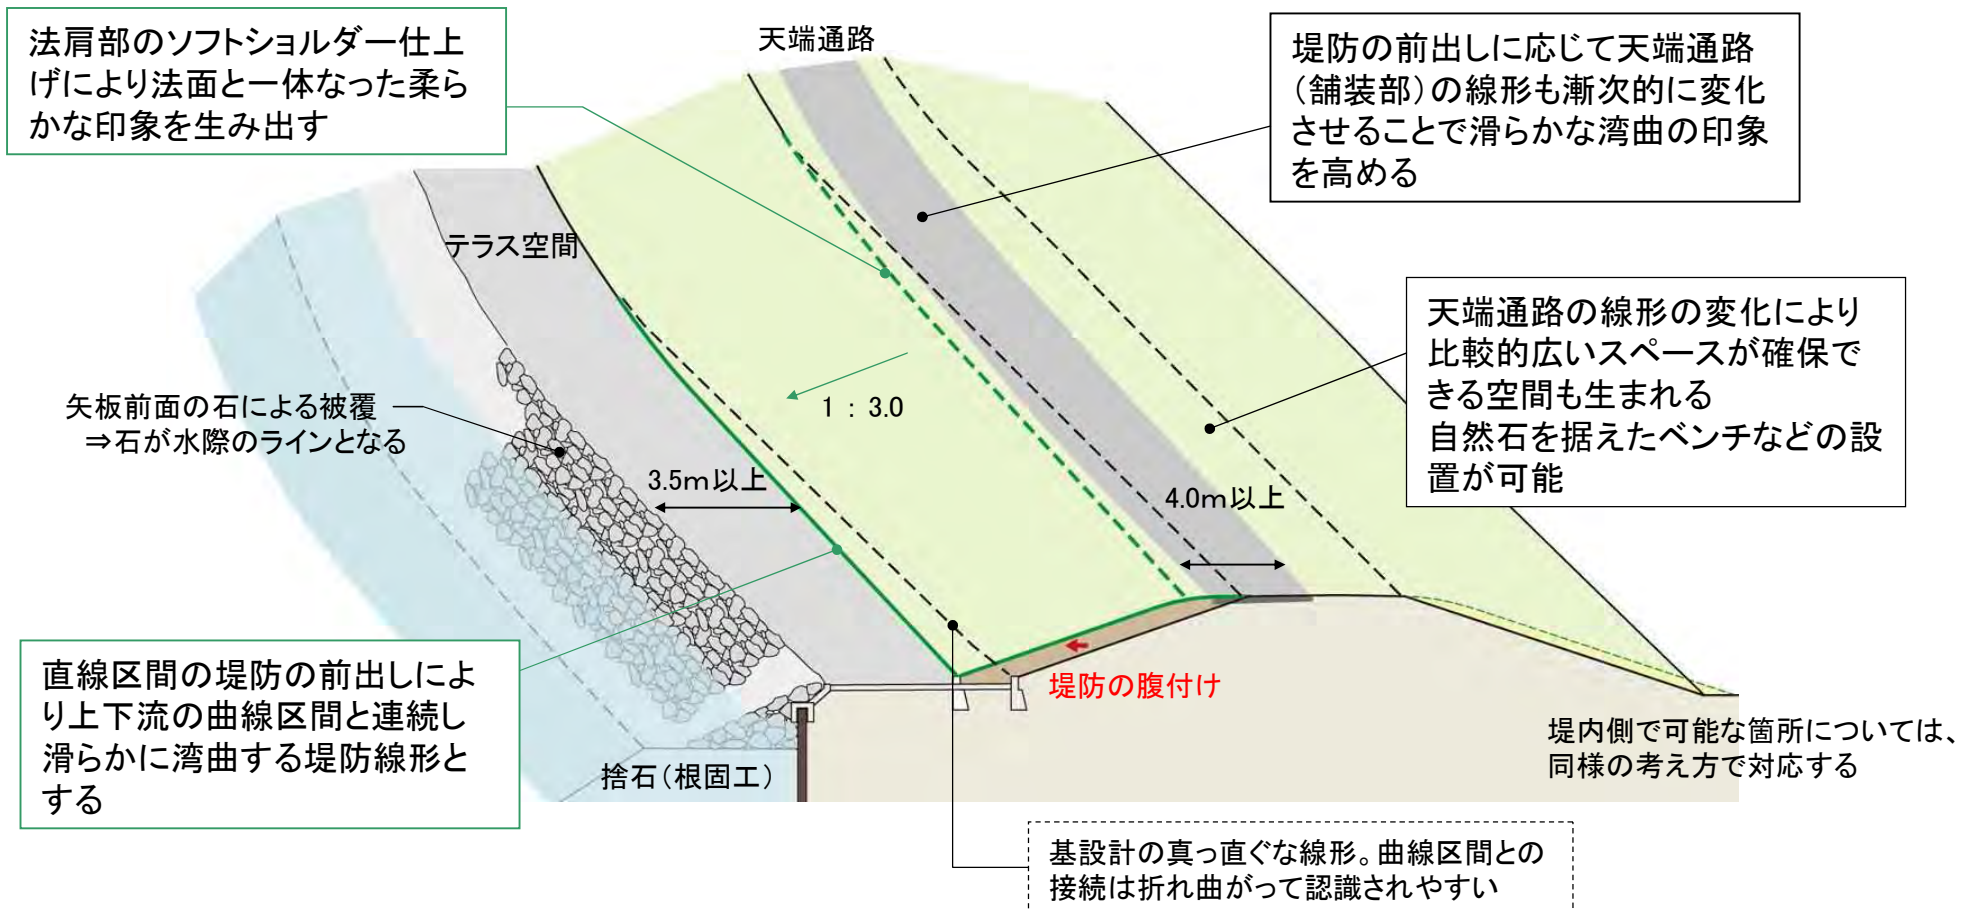 法肩部のソフトショルダー仕上
げにより法面と一体なった柔ら
かな印象を生み出す
天端通路
堤防の前出しに応じて天端通路
（舗装部）の線形も漸次的に変化
させることで滑らかな湾曲の印象
を高める
テラス空間
天端通路の線形の変化により
比較的広いスペースが確保で
きる空間も生まれる
自然石を据えたベンチなどの設
置が可能
矢板前面の石による被覆
⇒石が水際のラインとなる
1 : 3.0
3.5m以上
4.0m以上
直線区間の堤防の前出しによ
り上下流の曲線区間と連続し
滑らかに湾曲する堤防線形と
する
堤防の腹付け
捨石（根固工）
堤内側で可能な箇所については、
同様の考え方で対応する
基設計の真っ直ぐな線形。曲線区間との
接続は折れ曲がって認識されやすい